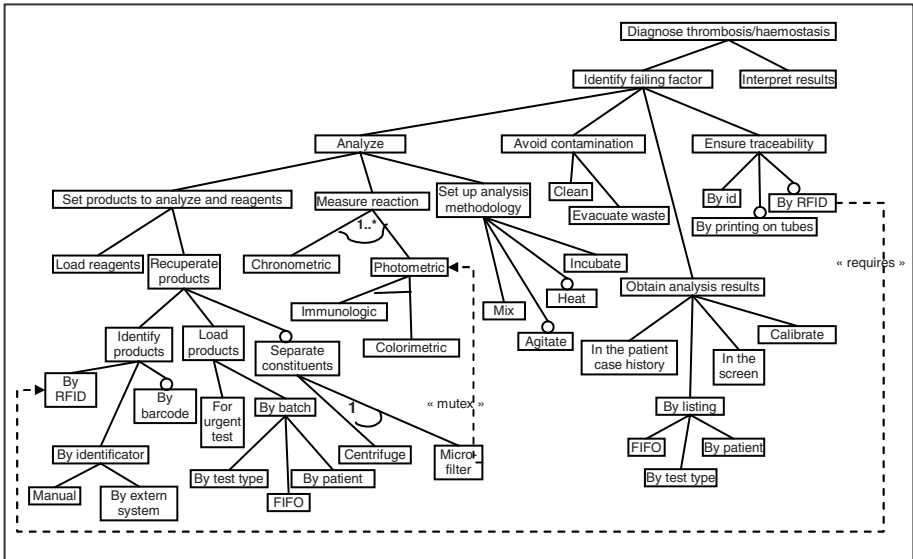 Diagnose thrombosis/haemostasis
Identify failing factor
Interpret results
Analyze
Avoid contamination
Ensure traceability
Clean
Evacuate waste
By id
By RFID
By printing on tubes
Set products to analyze and reagents
Measure reaction
Set up analysis
methodology
1..*
Load reagents
Recuperate
products
Chronometric
Photometric
Incubate
« requires »
Heat
Obtain analysis results
Immunologic
Mix
Colorimetric
Agitate
Calibrate
Identify
products
Load
products
Separate
constituents
In the patient
case history
In the
screen
By
RFID
By
barcode
For
urgent
test
By batch
1
« mutex »
By listing
By identificator
Centrifuge
Micro-
filter
FIFO
By patient
By test type
By test type
By patient
FIFO
Manual
By extern
system